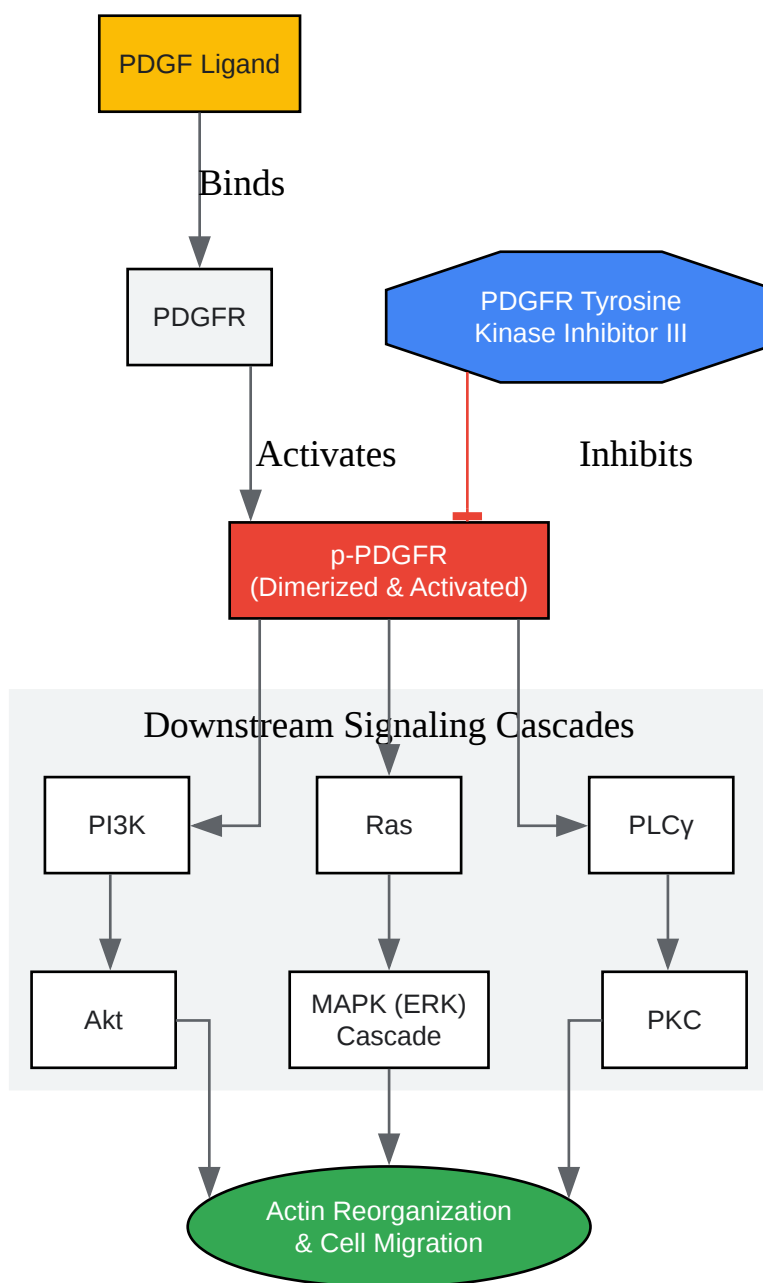 PDGF Ligand
Binds
PDGFR
PDGFR Tyrosine
Kinase Inhibitor III
Activates
Inhibits
p-PDGFR
(Dimerized & Activated)
Downstream Signaling Cascades
PI3K
Ras
PLCγ
Akt
MAPK (ERK)
Cascade
PKC
Actin Reorganization
& Cell Migration